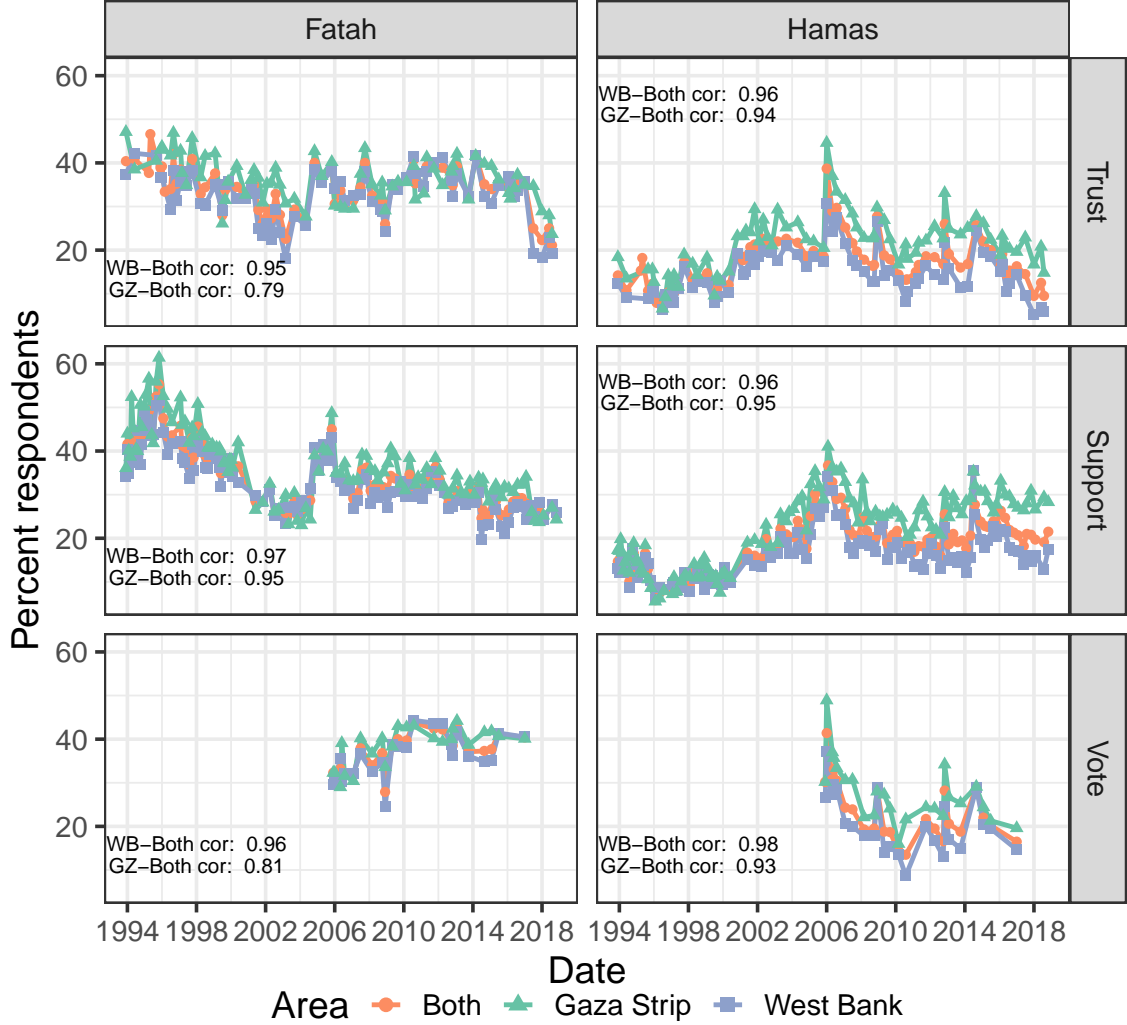 Fatah
Hamas
60
40
20
WB−Both cor: 0.95
GZ−Both cor: 0.79
WB−Both cor: 0.96
GZ−Both cor: 0.94
Trust
60
40
20
WB−Both cor: 0.97
GZ−Both cor: 0.95
WB−Both cor: 0.96
GZ−Both cor: 0.95
Support
60
40
20
WB−Both cor: 0.96
GZ−Both cor: 0.81
WB−Both cor: 0.98
GZ−Both cor: 0.93
Vote
Percent respondents
1994 1998 2002 2006 2010 2014 2018
1994 1998 2002 2006 2010 2014 2018
Date
Area Both Gaza Strip West Bank